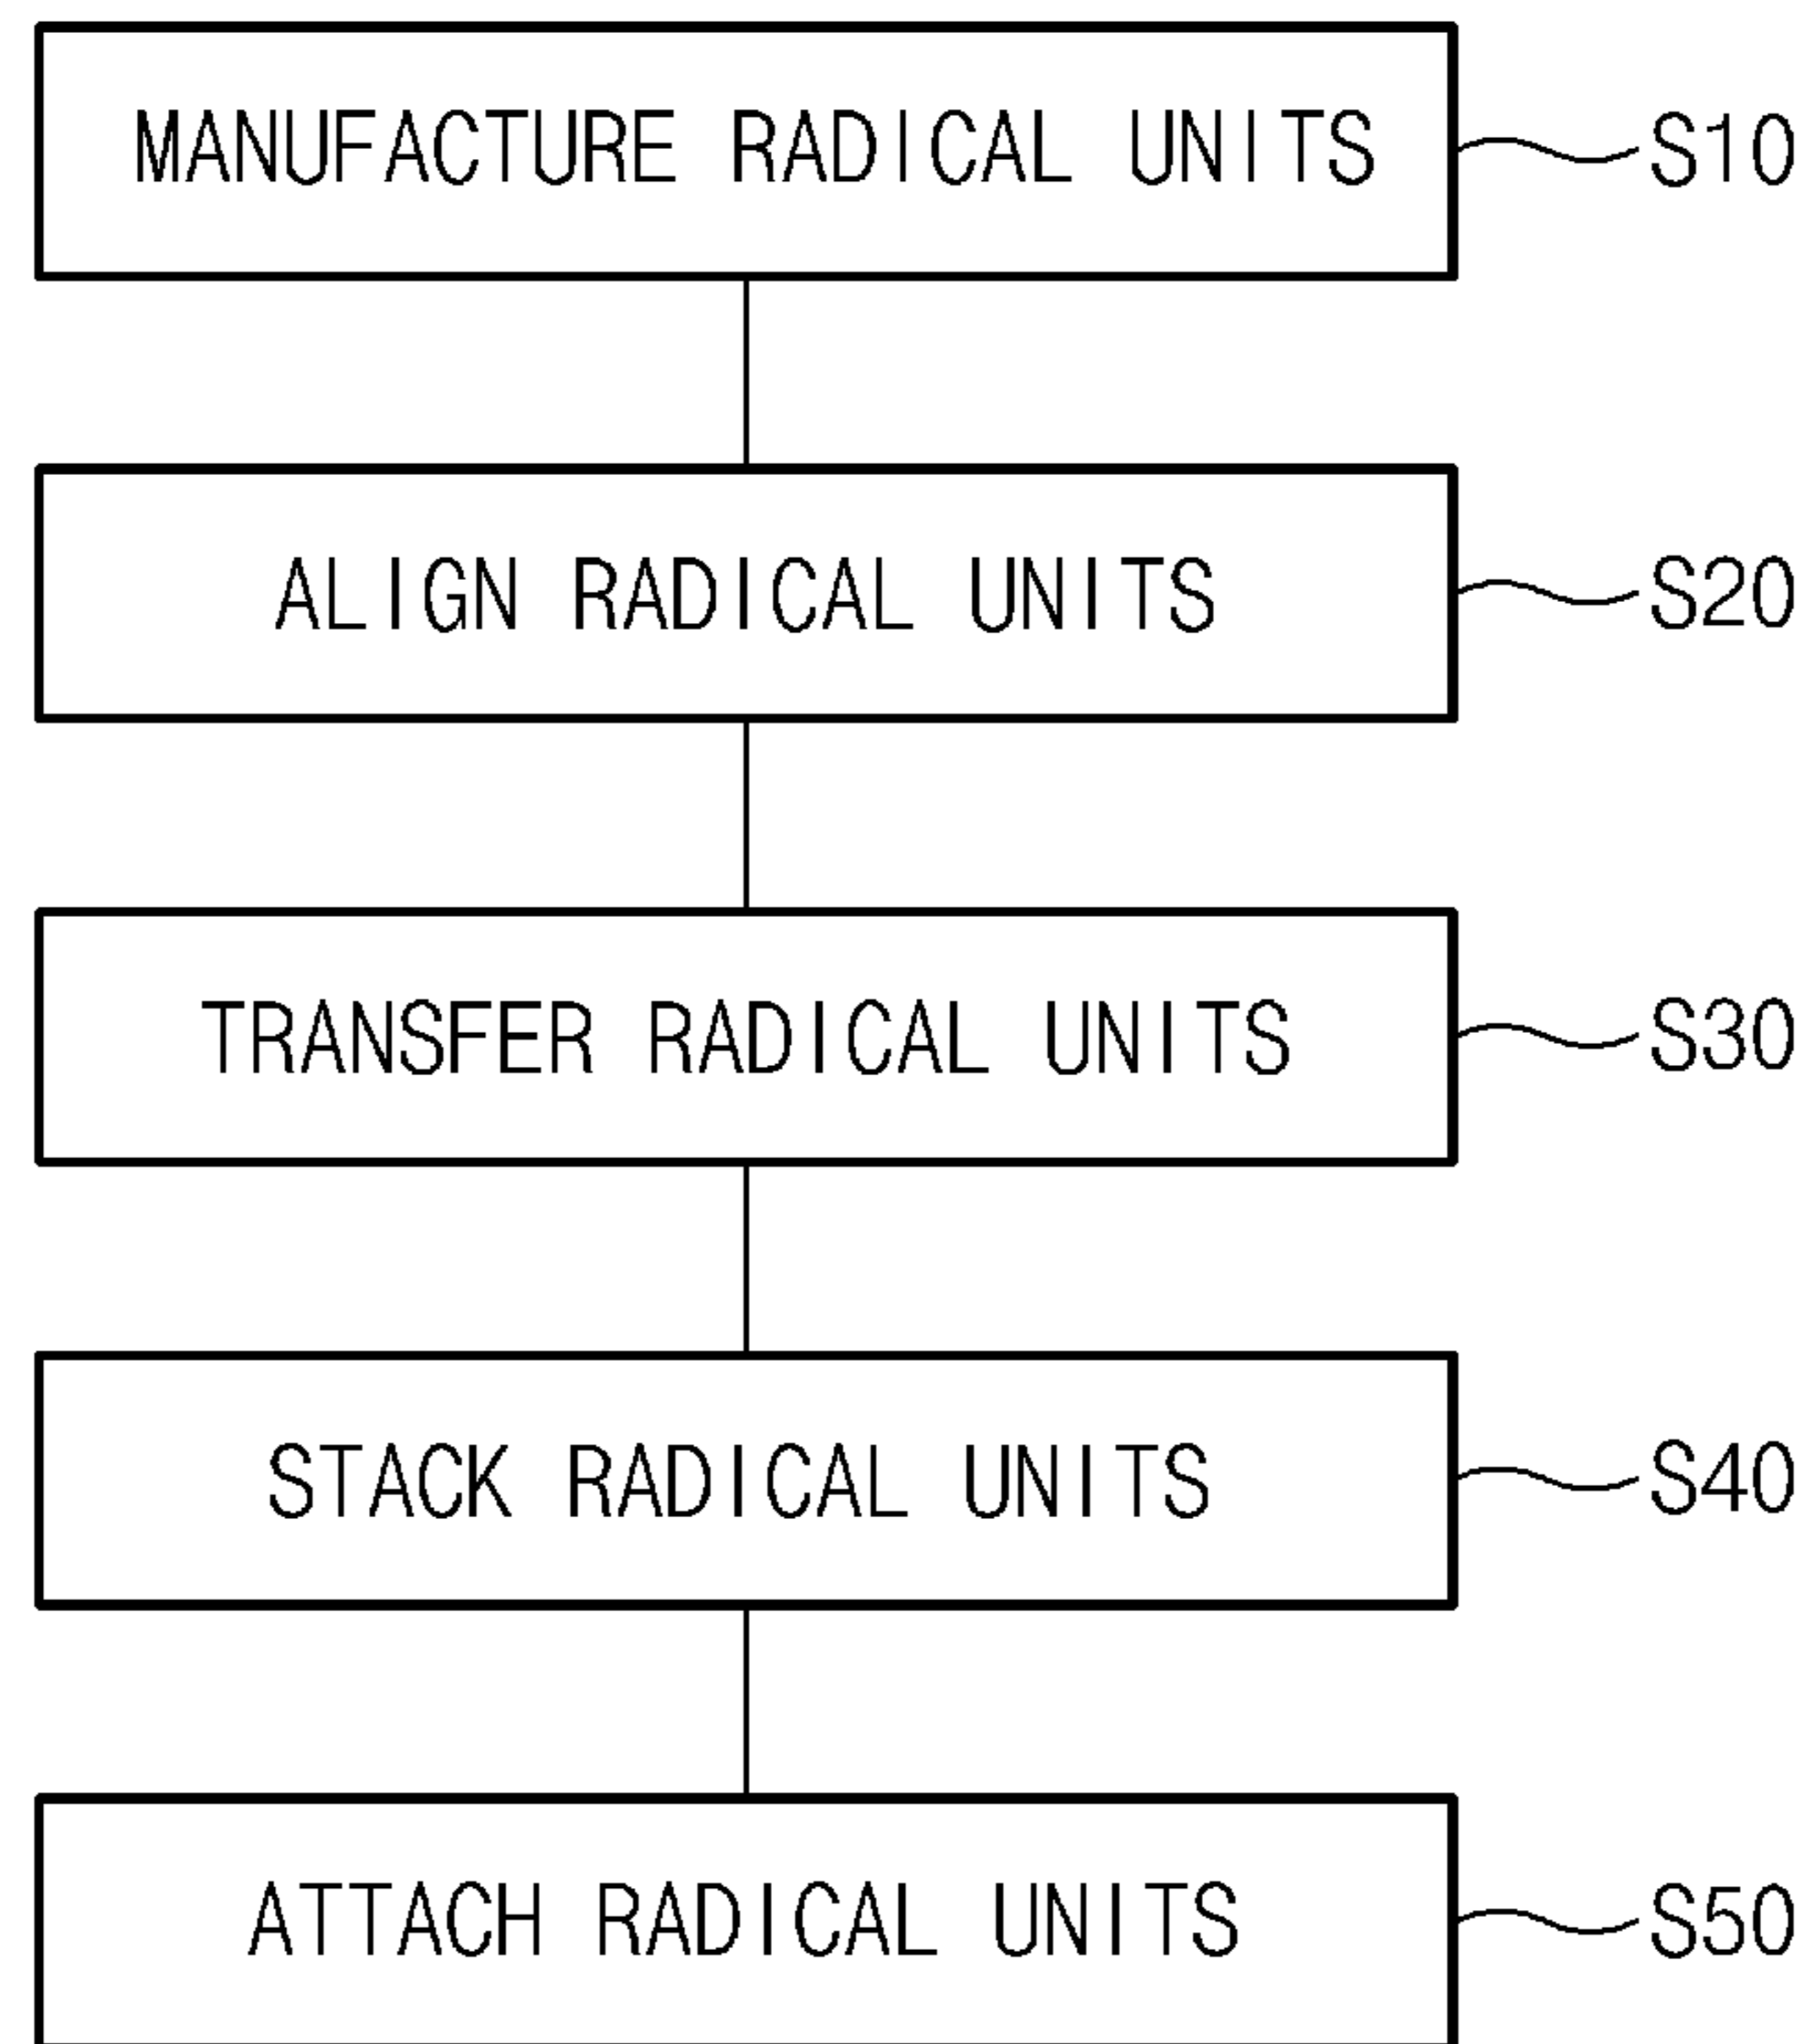 MANUFACTURE RADICAL UNITS S10
ALIGN RADICAL UNITS S20
TRANSFER RADICAL UNITS S30
STACK RADICAL UNITS S40
ATTACH RADICAL UNITS S50